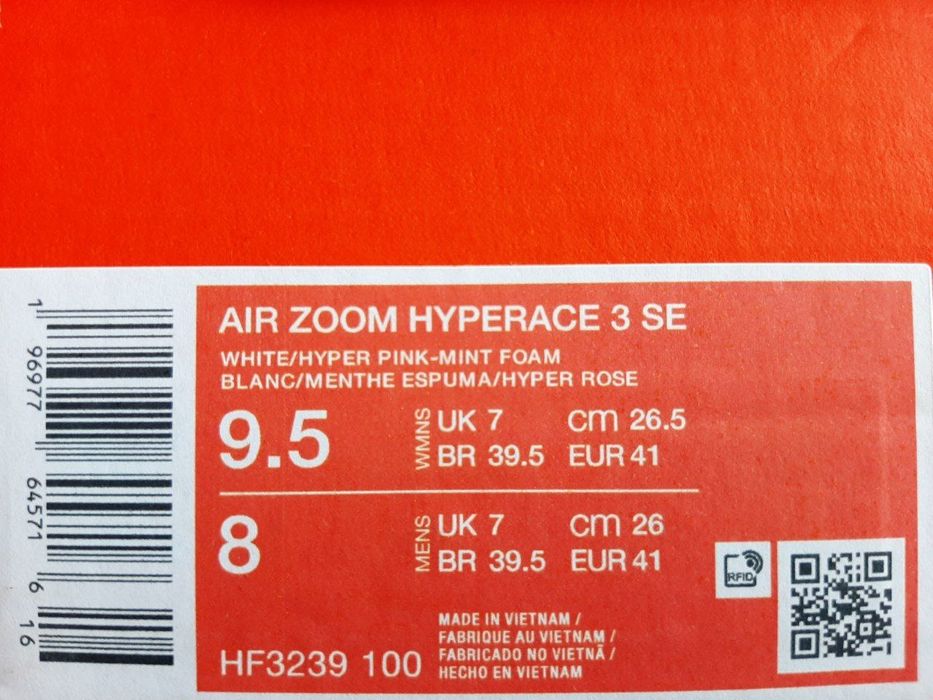 AIR ZOOM HYPERACE 3 SE
WHITE/HYPER PINK-MINT FOAM
BLANC/MENTHE ESPUMA/HYPER ROSE
9.5 WMNS UK 7 cm 26.5
BR 39.5 EUR 41
8 MENS UK 7 cm 26
BR 39.5 EUR 41
RFID
MADE IN VIETNAM /
FABRIQUE AU VIETNAM /
FABRICADO NO VIETNÃ /
HECHO EN VIETNAM
HF3239 100
1 96977 64571 6 16